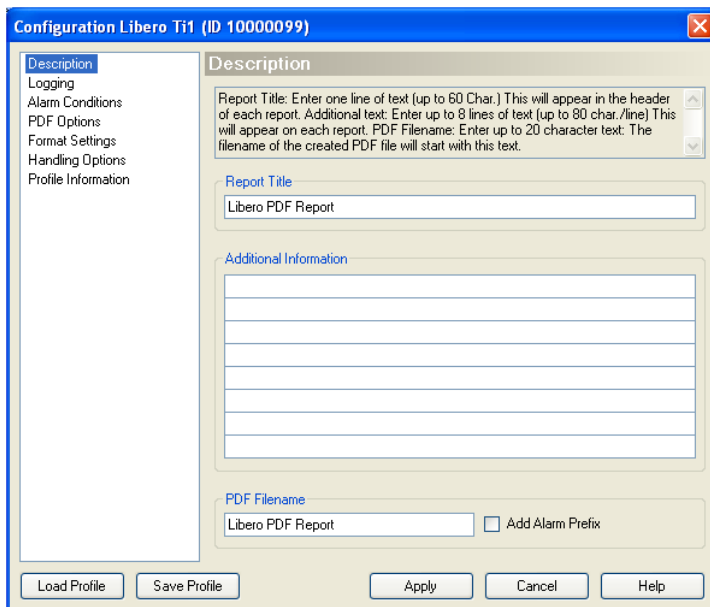 Configuration Libero Ti1 (ID 10000099)
Description
Logging
Alarm Conditions
PDF Options
Format Settings
Handling Options
Profile Information
Description
Report Title: Enter one line of text (up to 60 Char.) This will appear in the header
of each report. Additional text: Enter up to 8 lines of text (up to 80 char./line) This
will appear on each report. PDF Filename: Enter up to 20 character text: The
filename of the created PDF file will start with this text.
Report Title
Libero PDF Report
Additional Information
PDF Filename
Libero PDF Report
Add Alarm Prefix
Load Profile
Save Profile
Apply
Cancel
Help